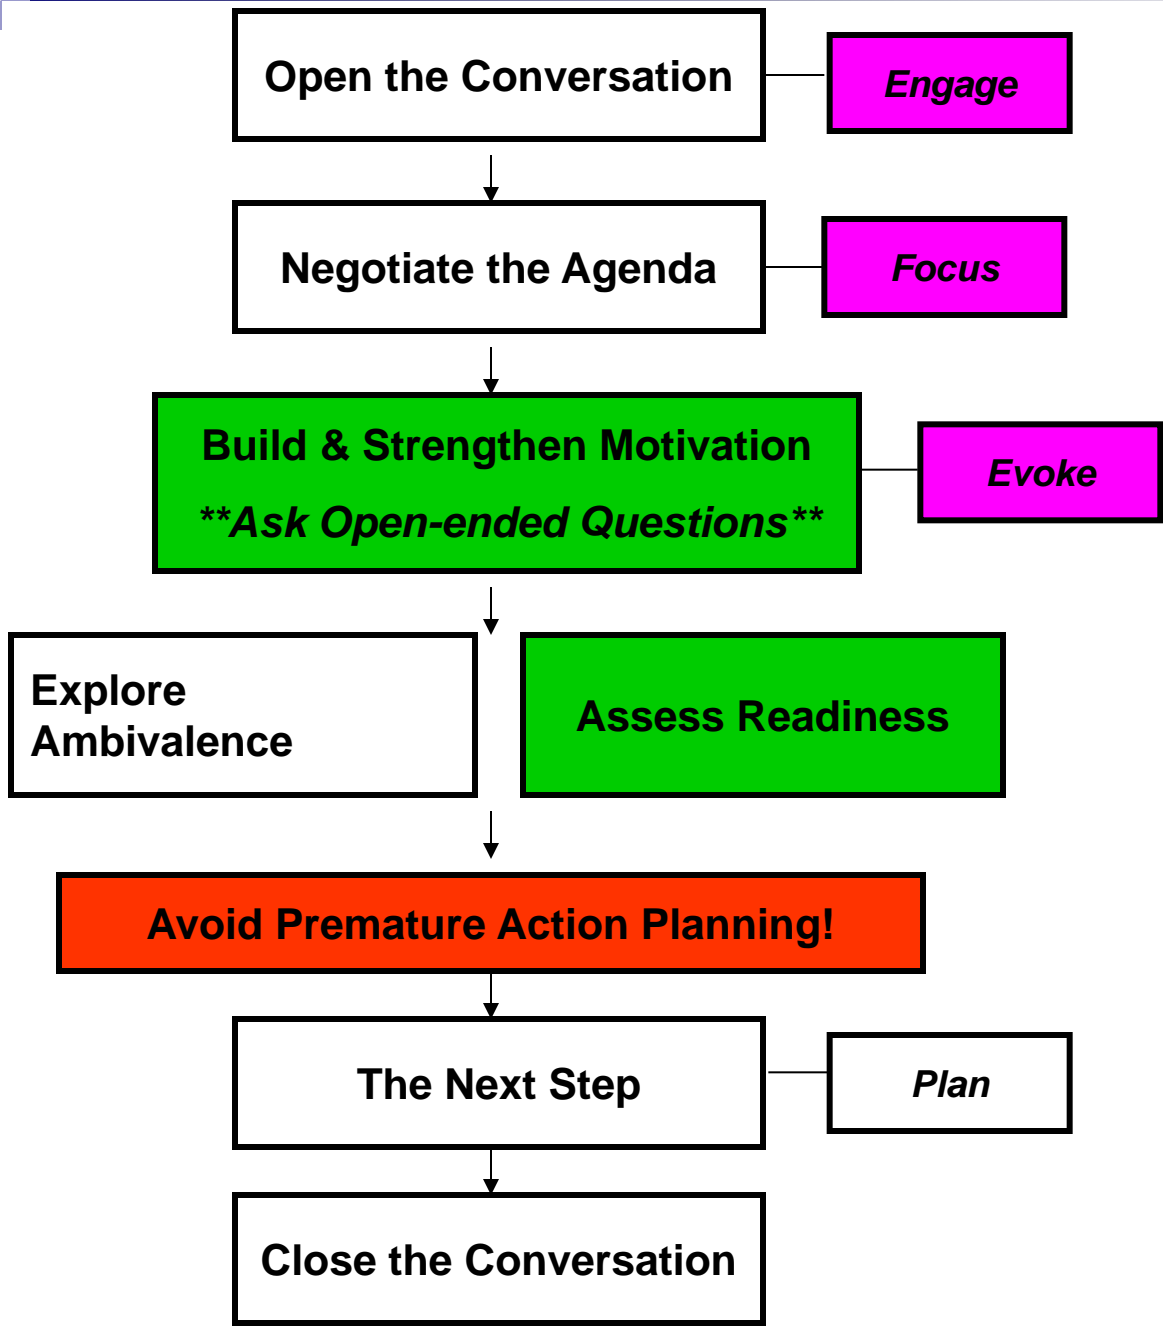 Open the Conversation
Engage
Negotiate the Agenda
Focus
Build & Strengthen Motivation
**Ask Open-ended Questions**
Evoke
Explore
Ambivalence
Assess Readiness
Avoid Premature Action Planning!
The Next Step
Plan
Close the Conversation